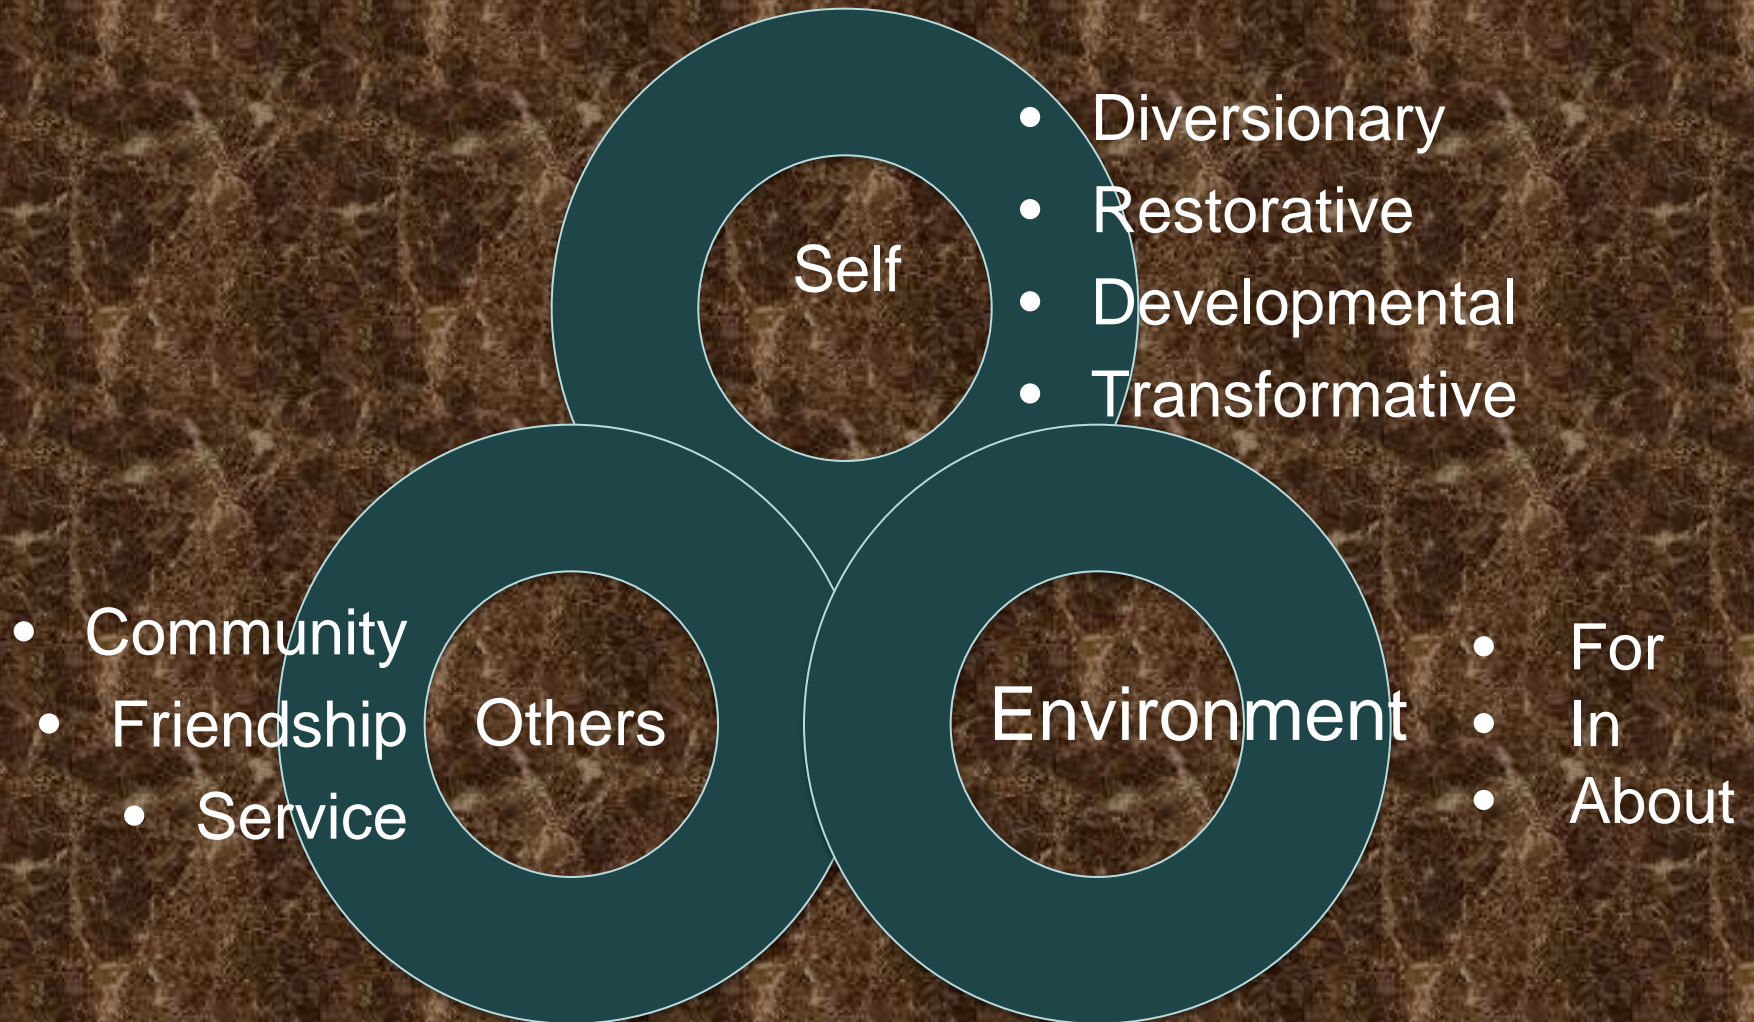 • Diversionary
• Restorative
• Developmental
• Transformative
Self
• Community
• Friendship
• Service
Others
Environment
• For
• In
• About